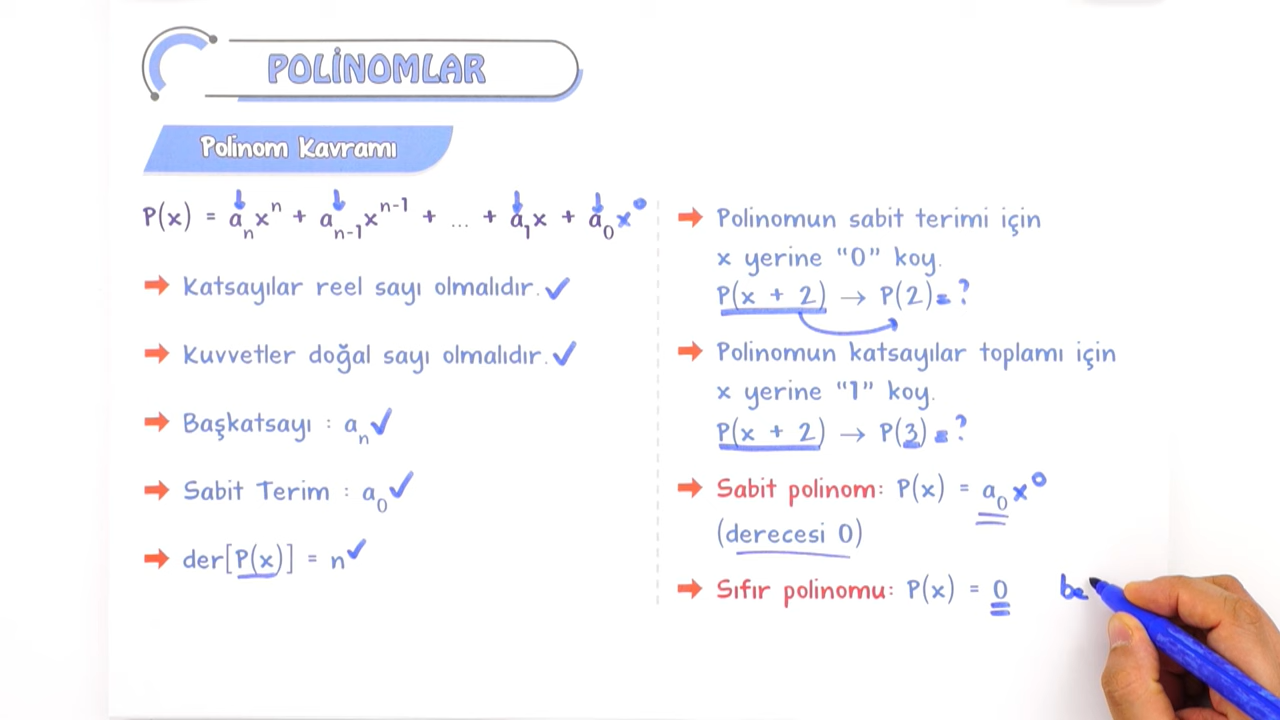 POLİNOMLAR
Polinom Kavramı
P(x) = aₙxⁿ + aₙ₋₁xⁿ⁻¹ + ... + a₁x + a₀x⁰
➡ Katsayılar reel sayı olmalıdır. ✓
➡ Kuvvetler doğal sayı olmalıdır. ✓
➡ Başkatsayı : aₙ ✓
➡ Sabit Terim : a₀ ✓
➡ der[P(x)] = n ✓
➡ Polinomun sabit terimi için
x yerine “0” koy.
P(x + 2) → P(2) = ?
➡ Polinomun katsayılar toplamı için
x yerine “1” koy.
P(x + 2) → P(3) = ?
➡ Sabit polinom: P(x) = a₀x⁰
(derecesi 0)
➡ Sıfır polinomu: P(x) = 0 be